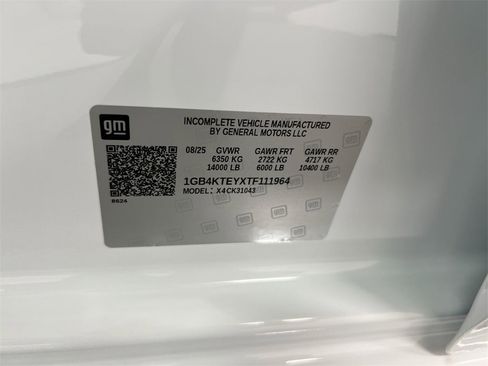 gm
INCOMPLETE VEHICLE MANUFACTURED
BY GENERAL MOTORS LLC
08/25 GVWR GAWR FRT GAWR RR
6350 KG 2722 KG 4717 KG
14000 LB 6000 LB 10400 LB
1GB4KTEYXTF111964
MODEL: X4CK31043
8624